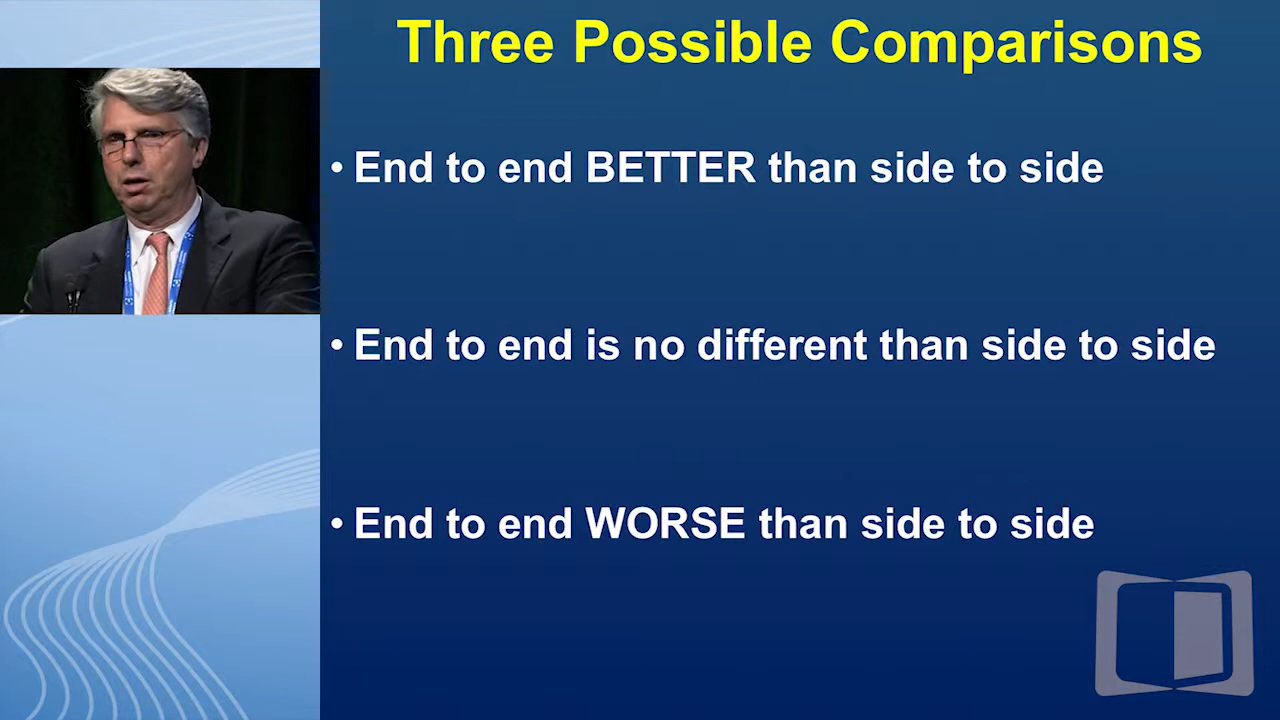 Three Possible Comparisons
• End to end BETTER than side to side
• End to end is no different than side to side
• End to end WORSE than side to side